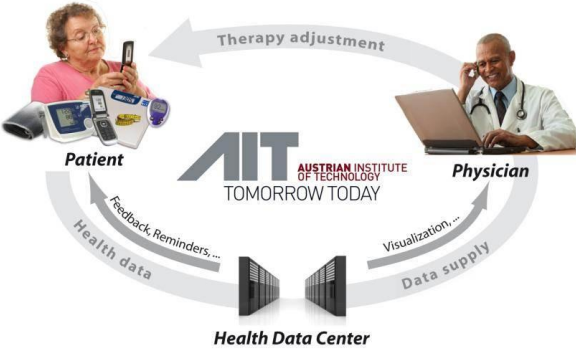 Therapy adjustment
Patient
Physician
AIT
AUSTRIAN INSTITUTE
OF TECHNOLOGY
TOMORROW TODAY
Feedback, Reminders, ...
Visualization, ...
Health data
Data supply
Health Data Center